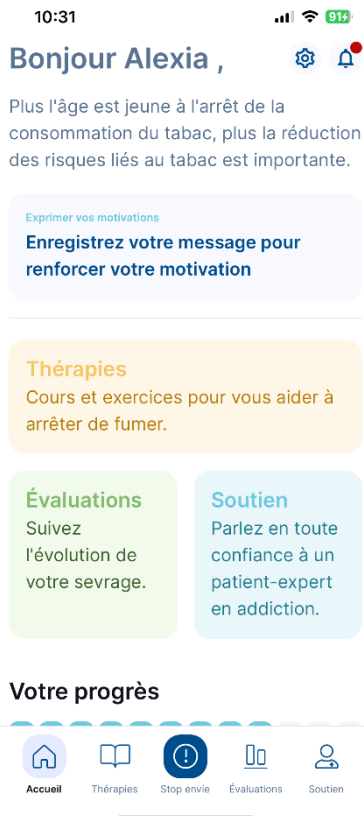 10:31
91
Bonjour Alexia ,
Plus l'âge est jeune à l'arrêt de la
consommation du tabac, plus la réduction
des risques liés au tabac est importante.
Exprimer vos motivations
Enregistrez votre message pour
renforcer votre motivation
Thérapies
Cours et exercices pour vous aider à
arrêter de fumer.
Évaluations
Suivez
l'évolution de
votre sevrage.
Soutien
Parlez en toute
confiance à un
patient-expert
en addiction.
Votre progrès
Accueil
Thérapies
Stop envie
Évaluations
Soutien